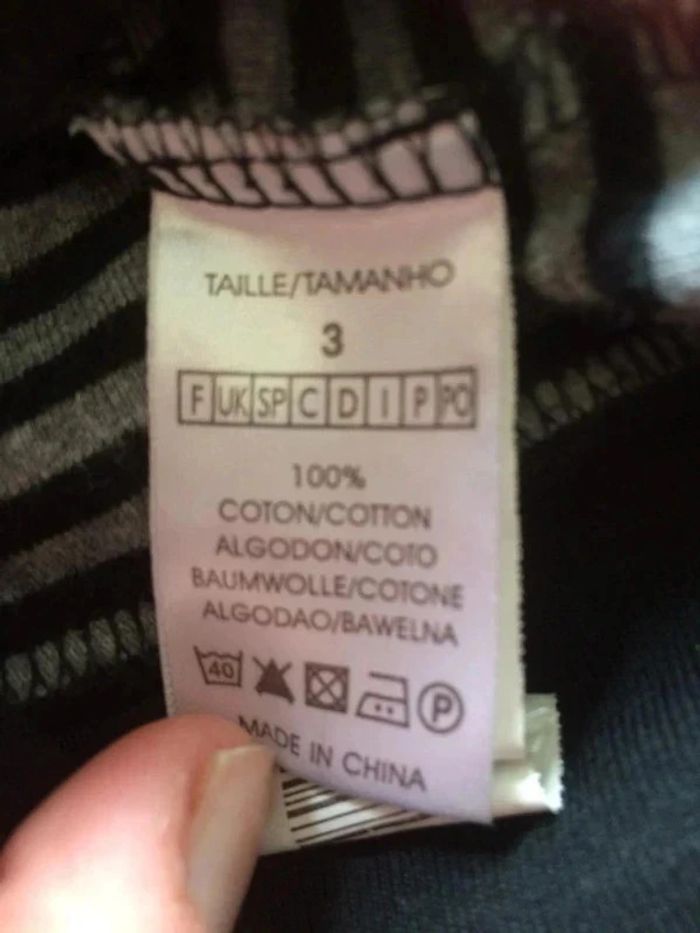 TAILLE/TAMANHO
3
F UK SP C D I P PO
100%
COTON/COTTON
ALGODON/COTO
BAUMWOLLE/COTONE
ALGODAO/BAWELNA
40 P
MADE IN CHINA